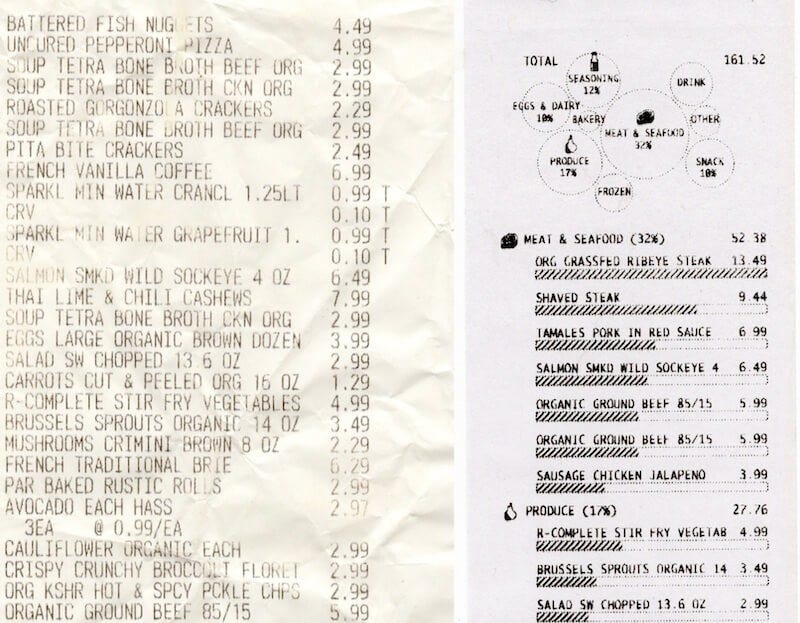 BATTERED FISH NUGGETS 4.49
UNCURED PEPPERONI PIZZA 4.99
SOUP TETRA BONE BROTH BEEF ORG 2.99
SOUP TETRA BONE BROTH CKN ORG 2.99
ROASTED GORGONZOLA CRACKERS 2.29
SOUP TETRA BONE BROTH BEEF ORG 2.99
PITA BITE CRACKERS 2.49
FRENCH VANILLA COFFEE 6.99
SPARKL MIN WATER CRANCL 1.25LT 0.99 T
CRV 0.10 T
SPARKL MIN WATER GRAPEFRUIT 1. 0.99 T
CRV 0.10 T
SALMON SMKD WILD SOCKEYE 4 OZ 6.49
THAI LIME & CHILI CASHEWS 7.99
SOUP TETRA BONE BROTH CKN ORG 2.99
EGGS LARGE ORGANIC BROWN DOZEN 3.99
SALAD SW CHOPPED 13 6 OZ 2.99
CARROTS CUT & PEELED ORG 16 OZ 1.29
R-COMPLETE STIR FRY VEGETABLES 4.99
BRUSSELS SPROUTS ORGANIC 14 OZ 3.49
MUSHROOMS CRIMINI BROWN 8 OZ 2.29
FRENCH TRADITIONAL BRIE 6.29
PAR BAKED RUSTIC ROLLS 2.99
AVOCADO EACH HASS 2.97
3EA @ 0.99/EA
CAULIFLOWER ORGANIC EACH 2.99
CRISPY CRUNCHY BROCCOLI FLORET 2.99
ORG KSHR HOT & SPCY PCKLE CHPS 2.99
ORGANIC GROUND BEEF 85/15 5.99
TOTAL 161.52
SEASONING
12%
DRINK
EGGS & DAIRY
10%
BAKERY
OTHER
MEAT & SEAFOOD
32%
PRODUCE
17%
SNACK
10%
FROZEN
MEAT & SEAFOOD (32%) 52.38
ORG GRASSFED RIBEYE STEAK 13.49
SHAVED STEAK 9.44
TAMALES PORK IN RED SAUCE 6.99
SALMON SMKD WILD SOCKEYE 4 6.49
ORGANIC GROUND BEEF 85/15 5.99
ORGANIC GROUND BEEF 85/15 5.99
SAUSAGE CHICKEN JALAPENO 3.99
PRODUCE (17%) 27.76
R-COMPLETE STIR FRY VEGETAB 4.99
BRUSSELS SPROUTS ORGANIC 14 3.49
SALAD SW CHOPPED 13.6 OZ 2.99